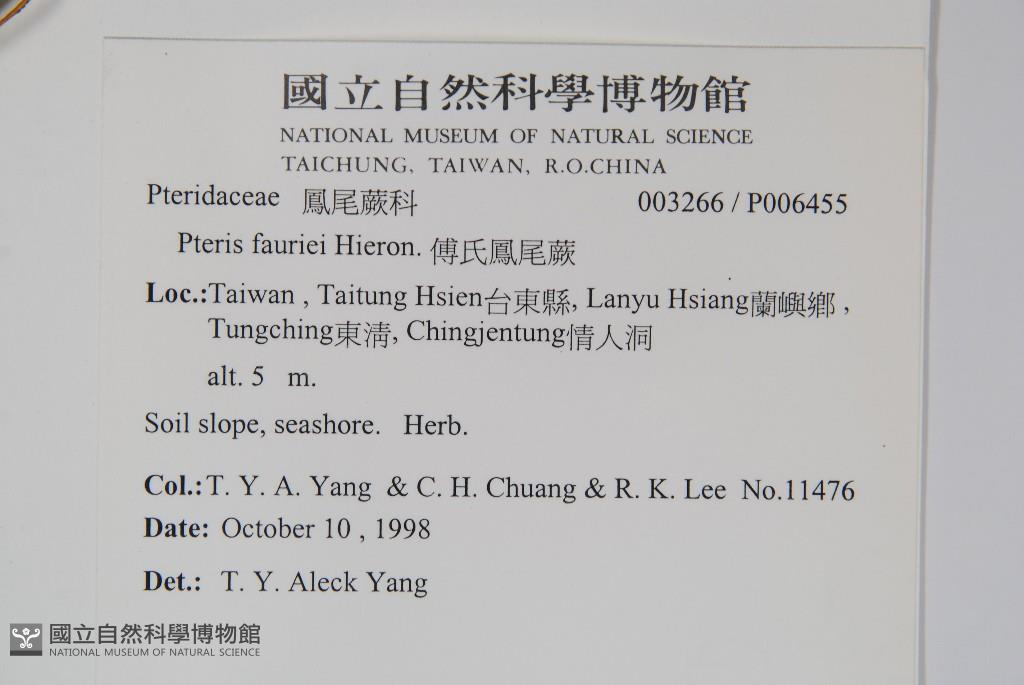 國立自然科學博物館
NATIONAL MUSEUM OF NATURAL SCIENCE
TAICHUNG, TAIWAN, R.O.CHINA
Pteridaceae 鳳尾蕨科 003266 / P006455
Pteris fauriei Hieron. 傅氏鳳尾蕨
Loc.:Taiwan , Taitung Hsien台東縣, Lanyu Hsiang蘭嶼鄉 ,
Tungching東淸, Chingjentung情人洞
alt. 5 m.
Soil slope, seashore. Herb.
Col.:T. Y. A. Yang & C. H. Chuang & R. K. Lee No.11476
Date: October 10 , 1998
Det.: T. Y. Aleck Yang
國立自然科學博物館
NATIONAL MUSEUM OF NATURAL SCIENCE